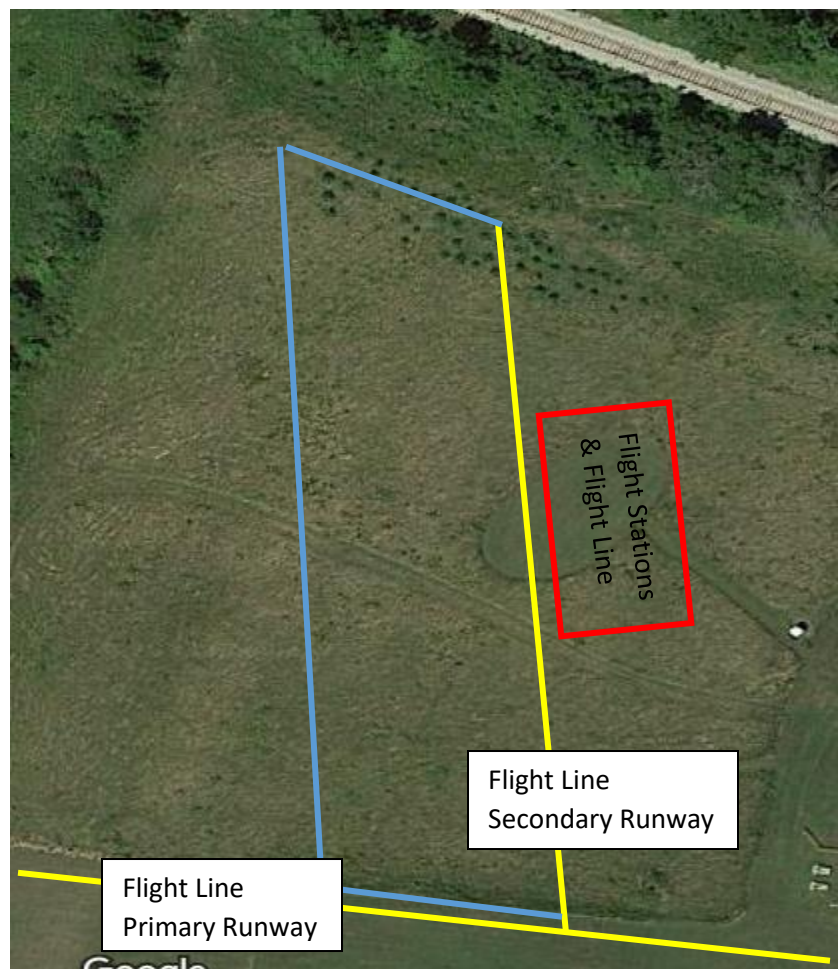 Flight Stations
& Flight Line
Flight Line
Secondary Runway
Flight Line
Primary Runway
Google